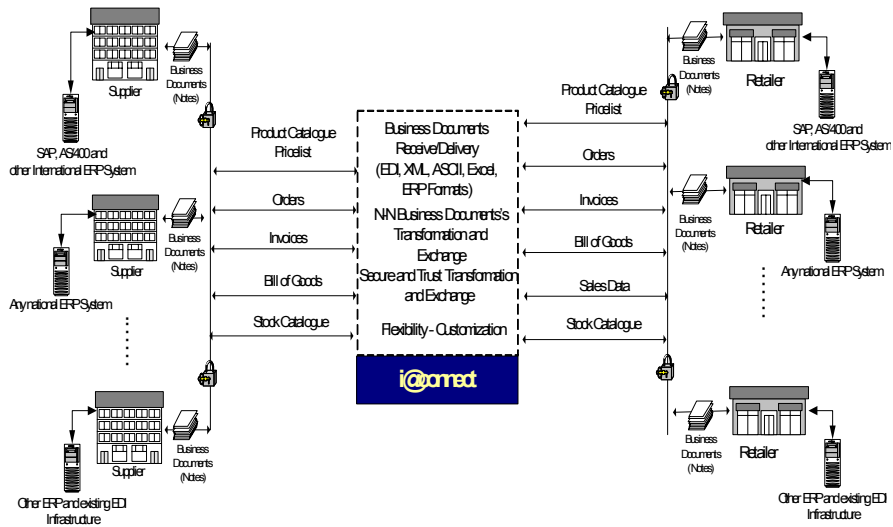 Business
Documents
(Notes)
Supplier
SAP, AS/400 and
other International ERP System
Business
Documents
(Notes)
Supplier
Any national ERP System
Business
Documents
(Notes)
Supplier
Other ERP and existing EDI
Infrastructure
Product Catalogue
Pricelist
Orders
Invoices
Bill of Goods
Stock Catalogue
Business Documents
Receive/Delivery
(EDI, XML, ASCII, Excel,
ERP Formats)
N-N Business Documents's
Transformation and
Exchange
Secure and Trust Transformation
and Exchange
Flexibility - Customization
i@connect
Product Catalogue
Pricelist
Orders
Invoices
Bill of Goods
Sales Data
Stock Catalogue
Business
Documents
(Notes)
Retailer
SAP, AS/400 and
other International ERP System
Business
Documents
(Notes)
Retailer
Any national ERP System
Business
Documents
(Notes)
Retailer
Other ERP and existing EDI
Infrastructure